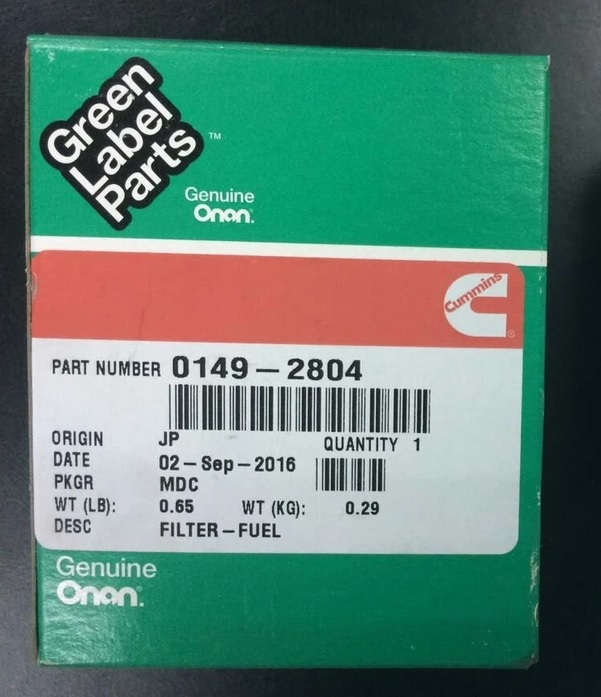 Green
Label
Parts
TM
Genuine
Onan.
Cummins
®
PART NUMBER 0149-2804
ORIGIN JP QUANTITY 1
DATE 02-Sep-2016
PKGR MDC
WT (LB): 0.65 WT (KG): 0.29
DESC FILTER-FUEL
Genuine
Onan.